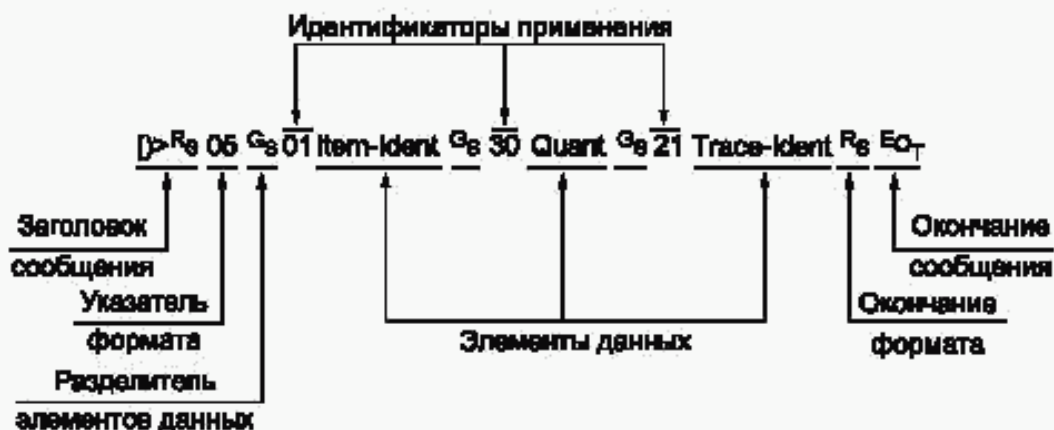 Идентификаторы применения
[)>RS 05 GS 01 Item-Ident GS 30 Quant GS 21 Trace-Ident RS EOT
Заголовок
сообщения
Окончание
сообщения
Указатель
формата
Элементы данных
Окончание
формата
Разделитель
элементов данных